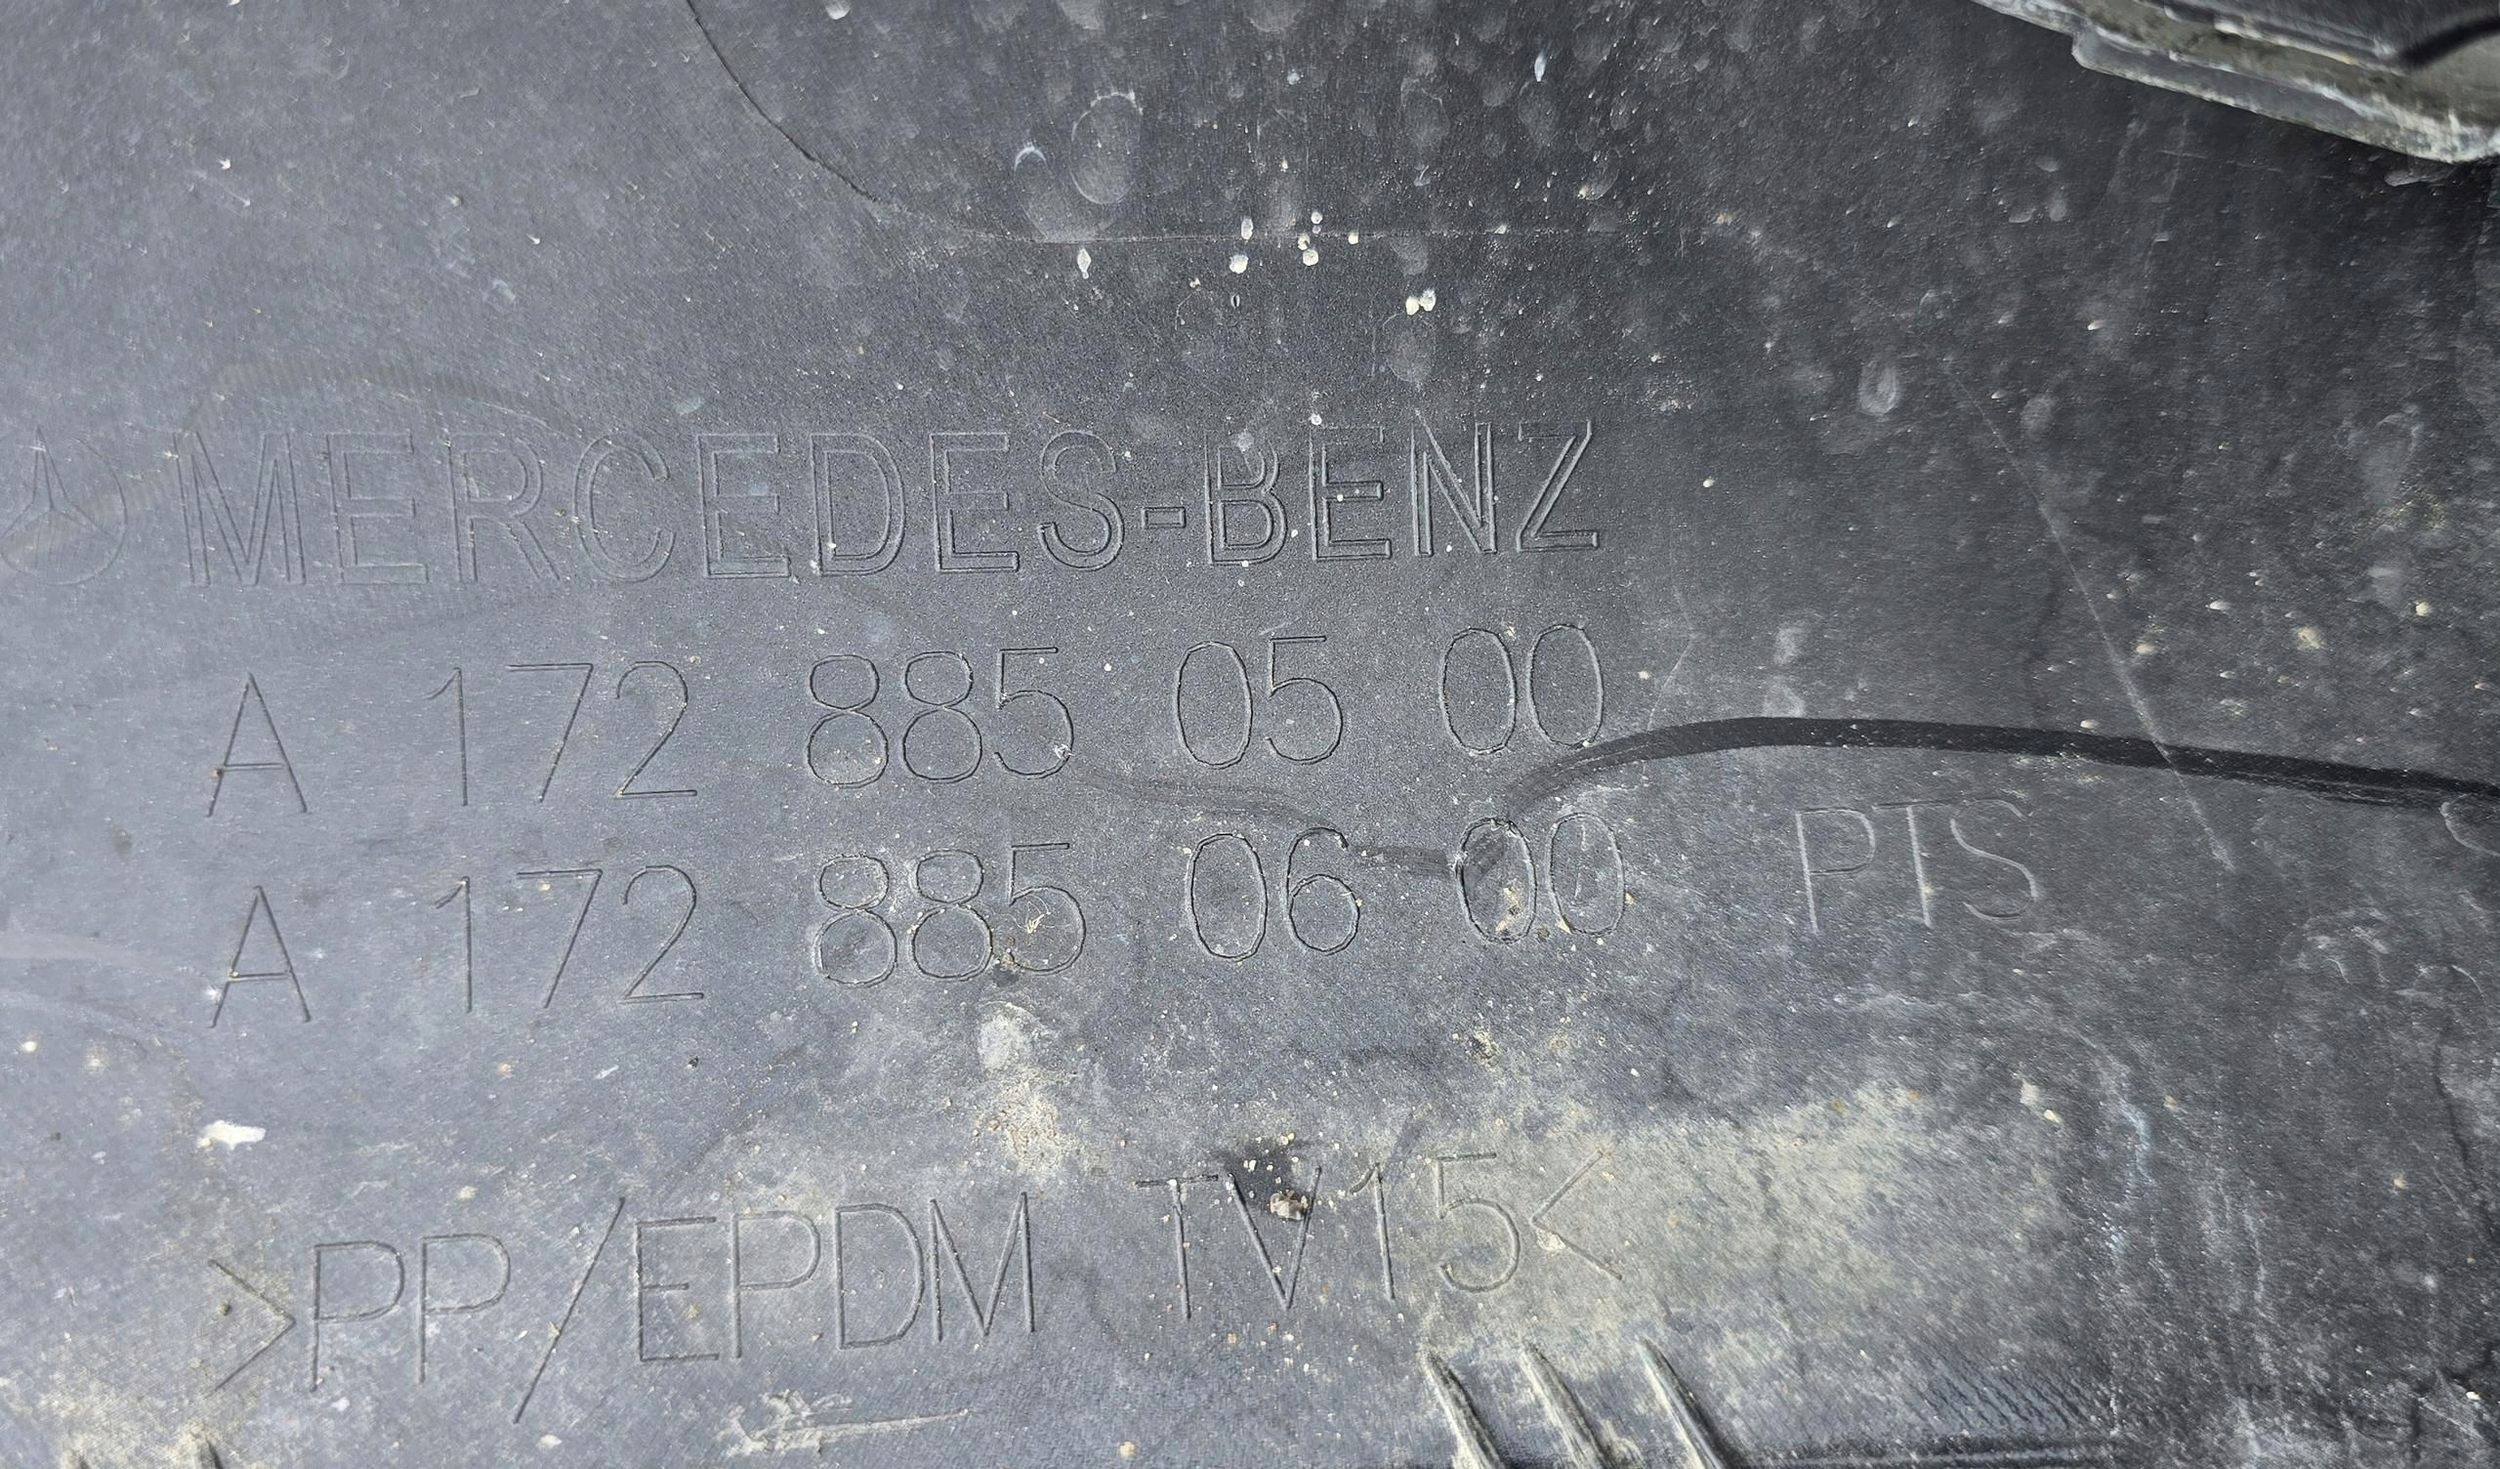 MERCEDES-BENZ
A 172 885 05 00
A 172 885 06 00 PTS
>PP/EPDM TV15<